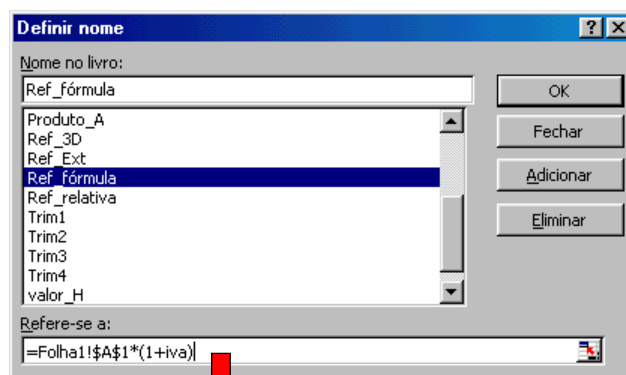 Definir nome
Nome no livro:
Ref_fórmula
OK
Produto_A
Ref_3D
Ref_Ext
Ref_fórmula
Ref_relativa
Trim1
Trim2
Trim3
Trim4
valor_H
Fechar
Adicionar
Eliminar
Refere-se a:
=Folha1!$A$1*(1+iva)